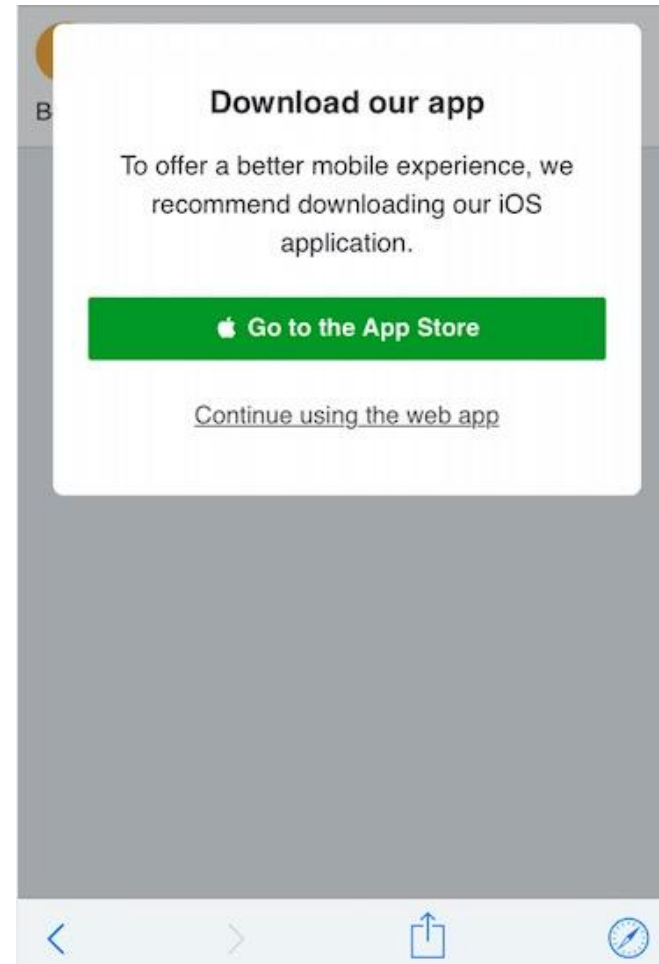 B
Download our app
To offer a better mobile experience, we
recommend downloading our iOS
application.
Go to the App Store
Continue using the web app